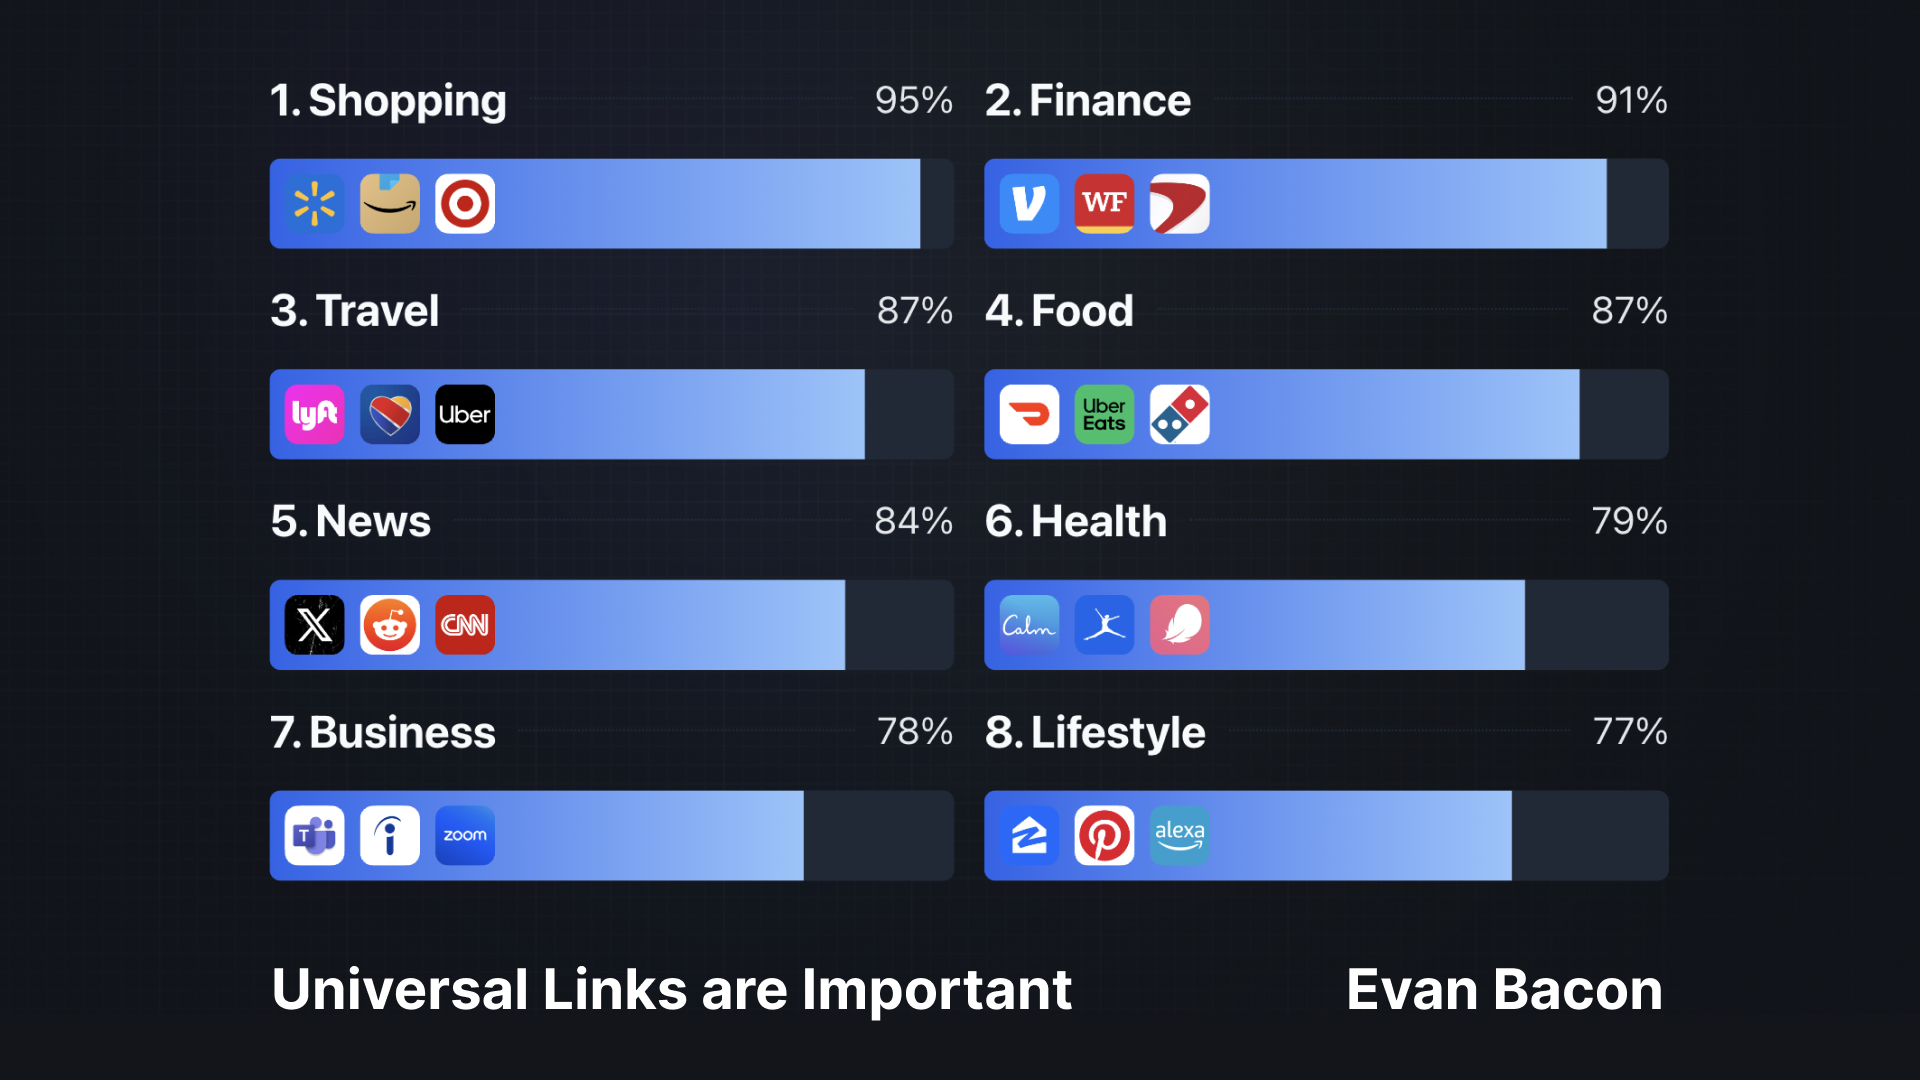 1. Shopping 95%
2. Finance 91%
WF
3. Travel 87%
4. Food 87%
lyft
Uber
Uber
Eats
5. News 84%
6. Health 79%
X
CNN
Calm
7. Business 78%
8. Lifestyle 77%
T
i
zoom
alexa
Universal Links are Important
Evan Bacon